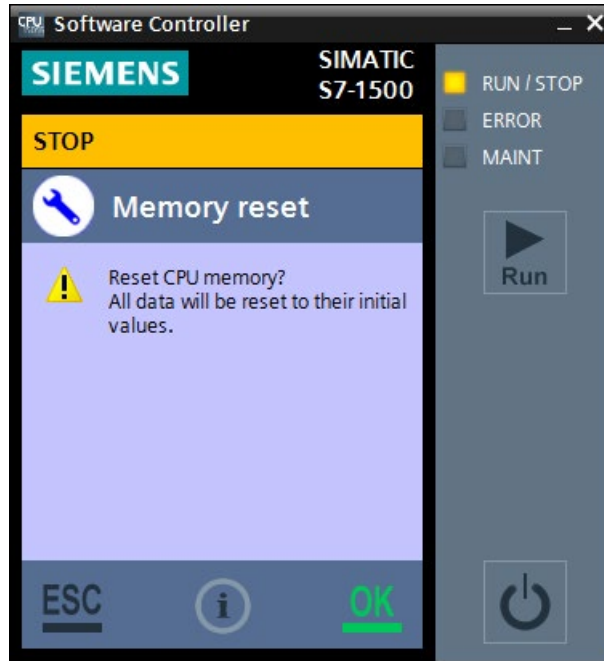 CPU Software Controller
SIEMENS
SIMATIC
S7-1500
STOP
Memory reset
Reset CPU memory?
All data will be reset to their initial
values.
ESC
i
OK
RUN / STOP
ERROR
MAINT
Run